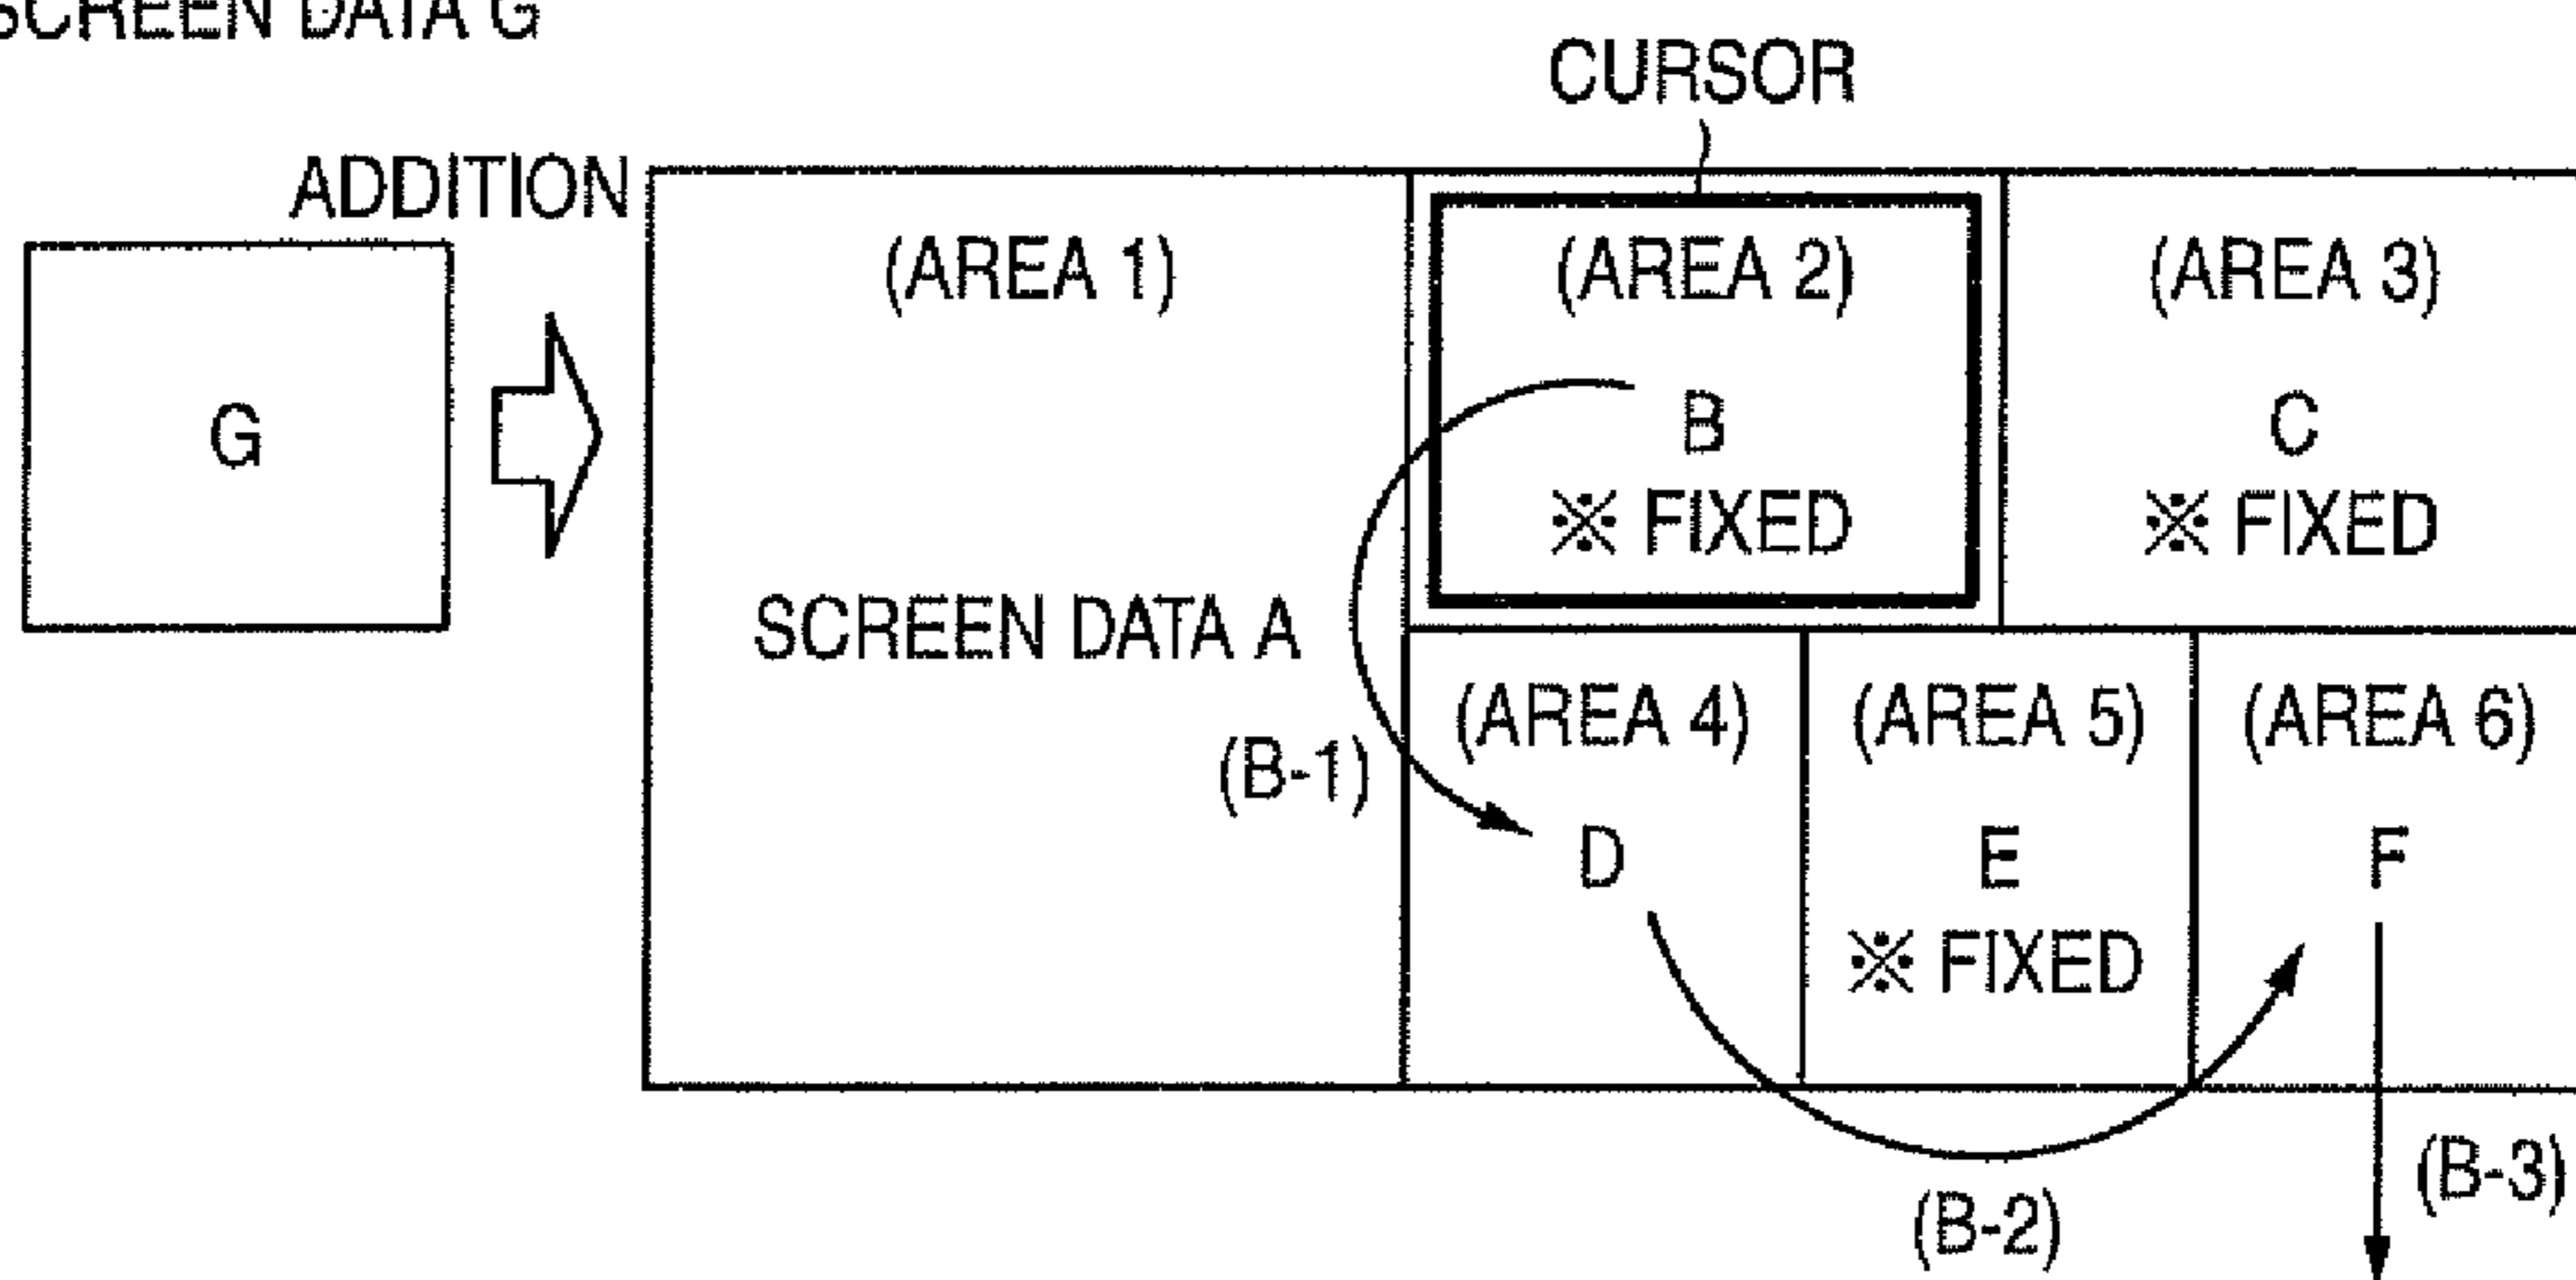 SCREEN DATA G
CURSOR
ADDITION
G
(AREA 1)
SCREEN DATA A
(AREA 2)
B
※ FIXED
(AREA 3)
C
※ FIXED
(B-1)
(AREA 4)
D
(AREA 5)
E
※ FIXED
(AREA 6)
F
(B-2)
(B-3)